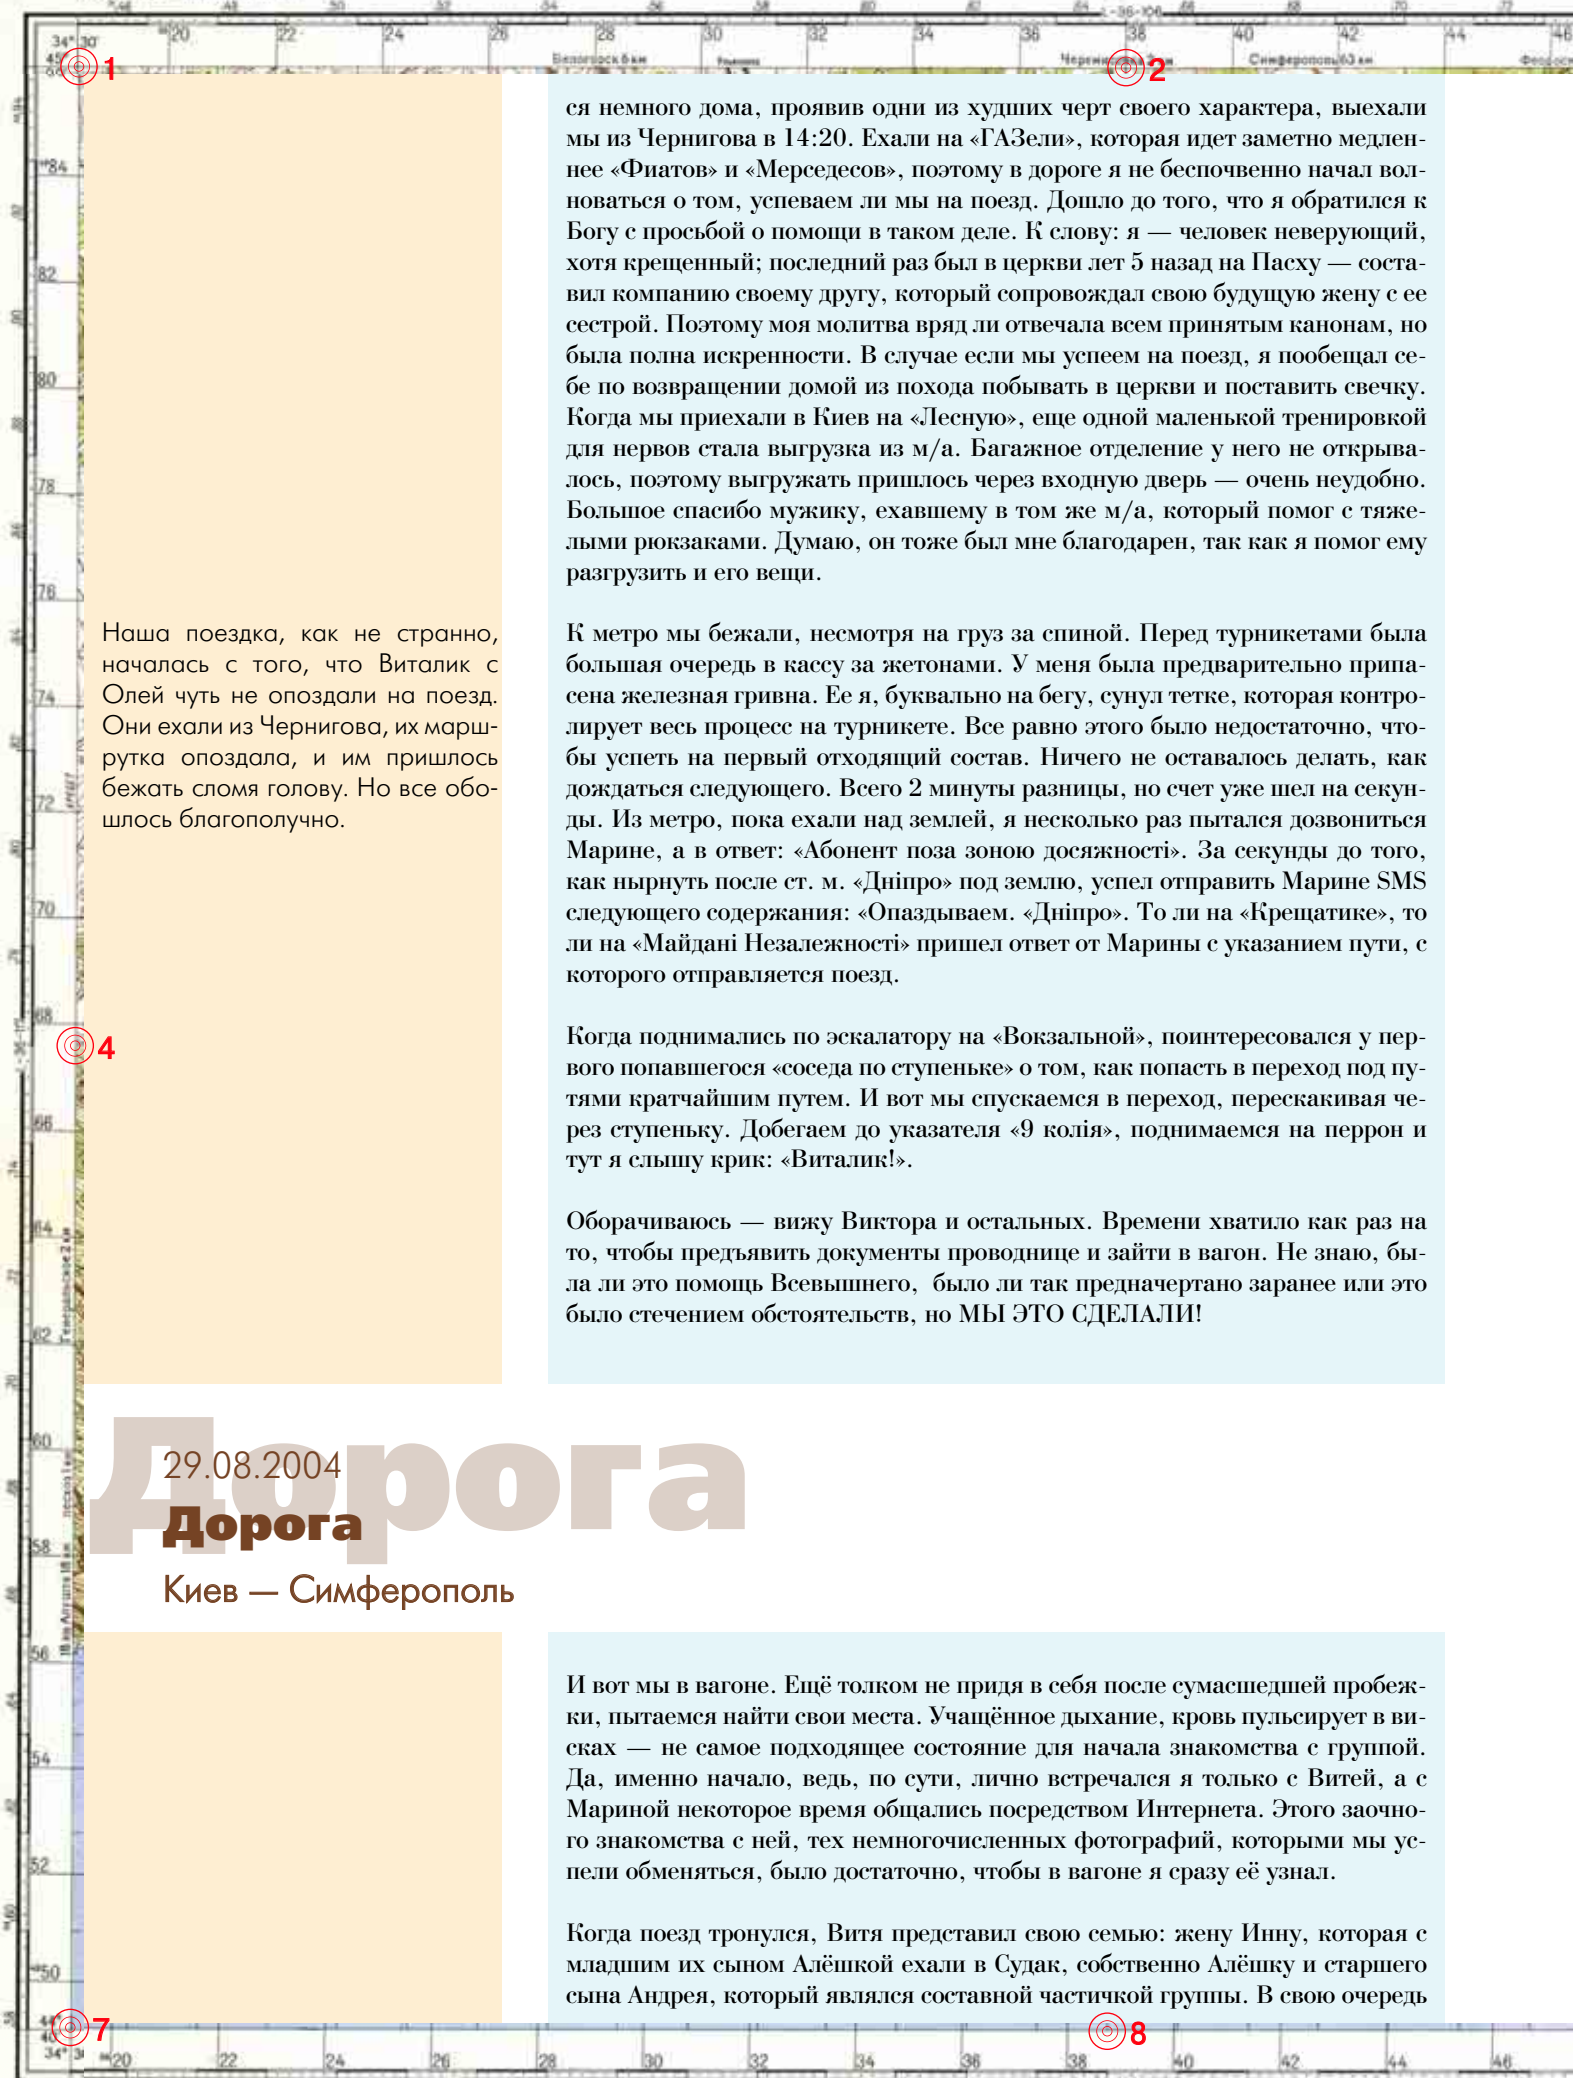 ся немного дома, проявив одни из худших черт своего характера, выехали
мы из Чернигова в 14:20. Ехали на «ГАЗели», которая идет заметно медлен-
нее «Фиатов» и «Мерседесов», поэтому в дороге я не беспочвенно начал вол-
новаться о том, успеваем ли мы на поезд. Дошло до того, что я обратился к
Богу с просьбой о помощи в таком деле. К слову: я — человек неверующий,
хотя крещенный; последний раз был в церкви лет 5 назад на Пасху — соста-
вил компанию своему другу, который сопровождал свою будущую жену с ее
сестрой. Поэтому моя молитва вряд ли отвечала всем принятым канонам, но
была полна искренности. В случае если мы успеем на поезд, я пообещал се-
бе по возвращении домой из похода побывать в церкви и поставить свечку.
Когда мы приехали в Киев на «Лесную», еще одной маленькой тренировкой
для нервов стала выгрузка из м/а. Багажное отделение у него не открыва-
лось, поэтому выгружать пришлось через входную дверь — очень неудобно.
Большое спасибо мужику, ехавшему в том же м/а, который помог с тяже-
лыми рюкзаками. Думаю, он тоже был мне благодарен, так как я помог ему
разгрузить и его вещи.
Наша поездка, как не странно,
началась с того, что Виталик с
Олей чуть не опоздали на поезд.
Они ехали из Чернигова, их марш-
рутка опоздала, и им пришлось
бежать сломя голову. Но все обо-
шлось благополучно.
К метро мы бежали, несмотря на груз за спиной. Перед турникетами была
большая очередь в кассу за жетонами. У меня была предварительно припа-
сена железная гривна. Ее я, буквально на бегу, сунул тетке, которая контро-
лирует весь процесс на турникете. Все равно этого было недостаточно, что-
бы успеть на первый отходящий состав. Ничего не оставалось делать, как
дождаться следующего. Всего 2 минуты разницы, но счет уже шел на секун-
ды. Из метро, пока ехали над землей, я несколько раз пытался дозвониться
Марине, а в ответ: «Абонент поза зоною досяжності». За секунды до того,
как нырнуть после ст. м. «Дніпро» под землю, успел отправить Марине SMS
следующего содержания: «Опаздываем. «Дніпро». То ли на «Крещатике», то
ли на «Майдані Незалежності» пришел ответ от Марины с указанием пути, с
которого отправляется поезд.
Когда поднимались по эскалатору на «Вокзальной», поинтересовался у пер-
вого попавшегося «соседа по ступеньке» о том, как попасть в переход под пу-
тями кратчайшим путем. И вот мы спускаемся в переход, перескакивая че-
рез ступеньку. Добегаем до указателя «9 колія», поднимаемся на перрон и
тут я слышу крик: «Виталик!».
Оборачиваюсь — вижу Виктора и остальных. Времени хватило как раз на
то, чтобы предъявить документы проводнице и зайти в вагон. Не знаю, бы-
ла ли это помощь Всевышнего, было ли так предначертано заранее или это
было стечением обстоятельств, но МЫ ЭТО СДЕЛАЛИ!
Дорога
29.08.2004
Дорога
Киев — Симферополь
И вот мы в вагоне. Ещё толком не придя в себя после сумасшедшей пробеж-
ки, пытаемся найти свои места. Учащённое дыхание, кровь пульсирует в ви-
сках — не самое подходящее состояние для начала знакомства с группой.
Да, именно начало, ведь, по сути, лично встречался я только с Витей, а с
Мариной некоторое время общались посредством Интернета. Этого заочно-
го знакомства с ней, тех немногочисленных фотографий, которыми мы ус-
пели обменяться, было достаточно, чтобы в вагоне я сразу её узнал.
Когда поезд тронулся, Витя представил свою семью: жену Инну, которая с
младшим их сыном Алёшкой ехали в Судак, собственно Алёшку и старшего
сына Андрея, который являлся составной частичкой группы. В свою очередь
1
2
4
7
8